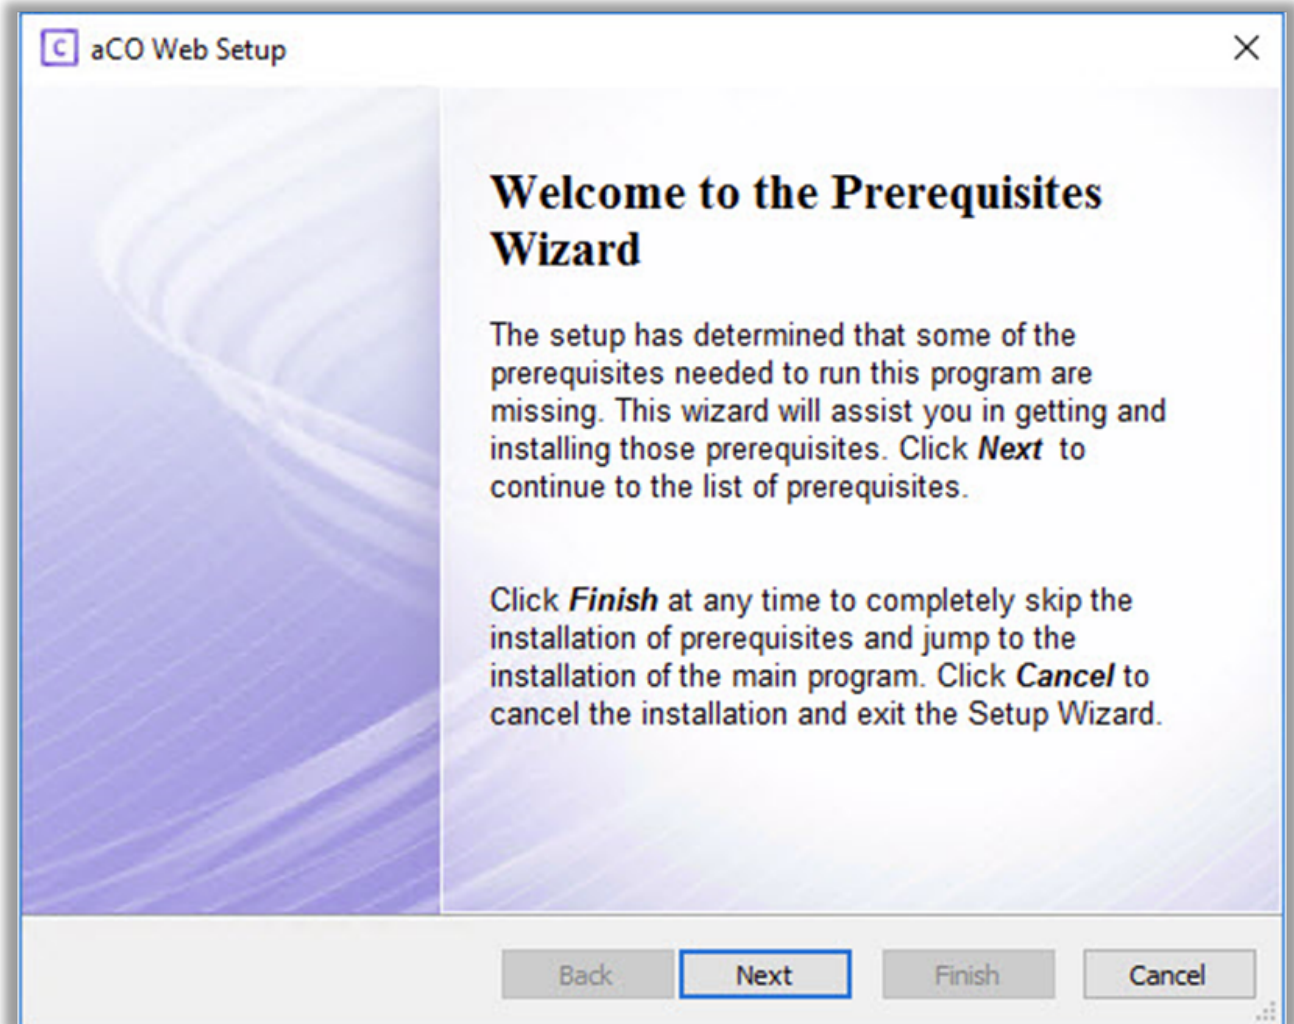 C aCO Web Setup
Welcome to the Prerequisites
Wizard
The setup has determined that some of the
prerequisites needed to run this program are
missing. This wizard will assist you in getting and
installing those prerequisites. Click Next to
continue to the list of prerequisites.
Click Finish at any time to completely skip the
installation of prerequisites and jump to the
installation of the main program. Click Cancel to
cancel the installation and exit the Setup Wizard.
Back Next Finish Cancel